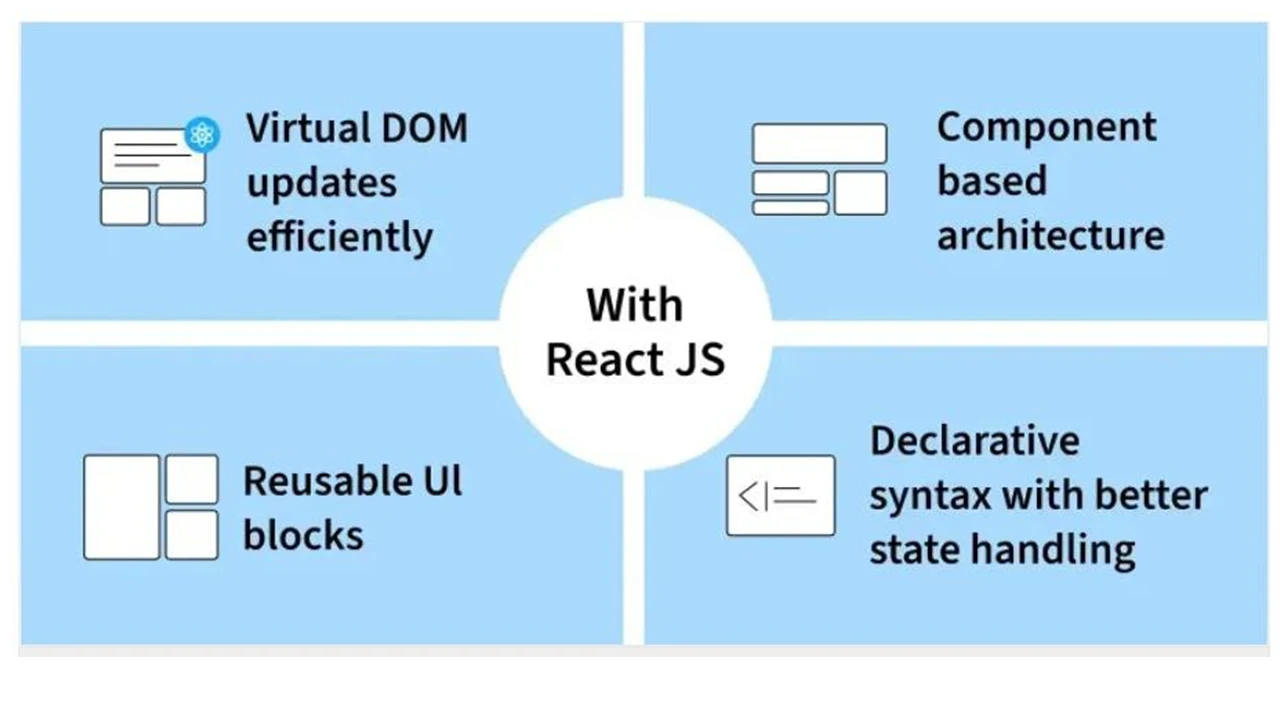 Virtual DOM
updates
efficiently
Component
based
architecture
With
React JS
Reusable UI
blocks
Declarative
syntax with better
state handling